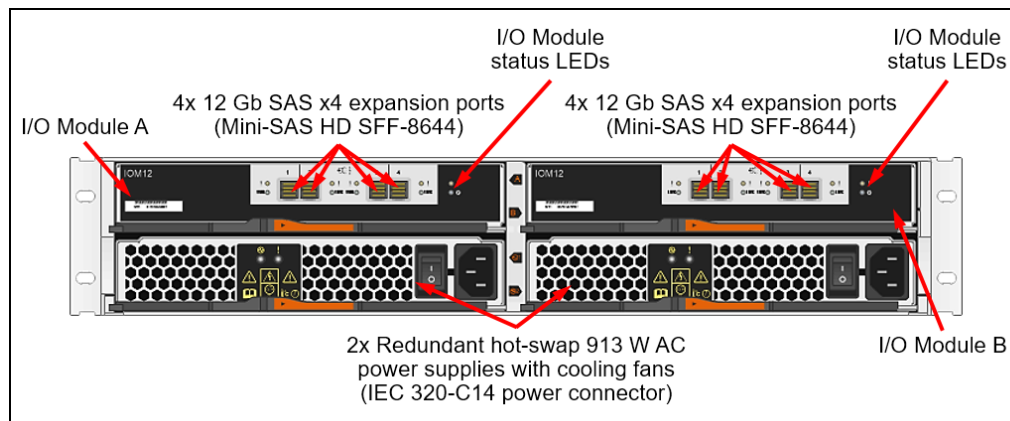 I/O Module
status LEDs
I/O Module
status LEDs
4x 12 Gb SAS x4 expansion ports
(Mini-SAS HD SFF-8644)
4x 12 Gb SAS x4 expansion ports
(Mini-SAS HD SFF-8644)
I/O Module A
IOM12
1
4
A
IOM12
4
B
2x Redundant hot-swap 913 W AC
power supplies with cooling fans
(IEC 320-C14 power connector)
I/O Module B